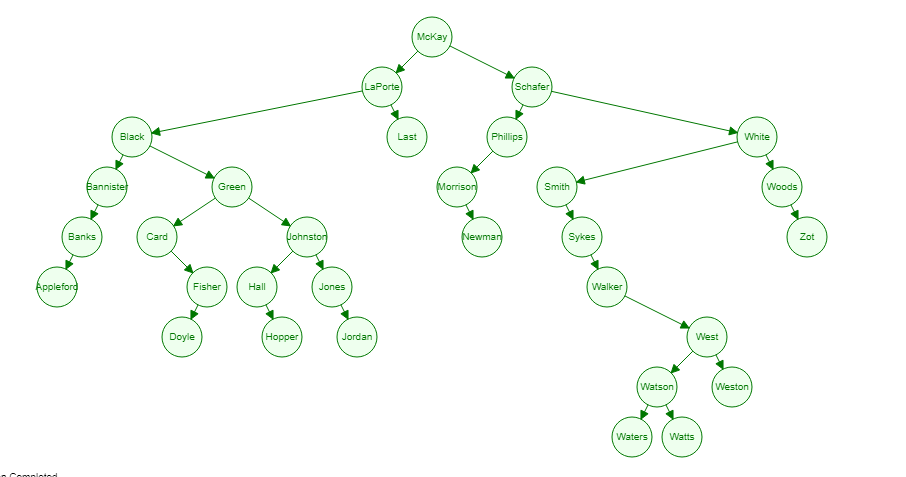 McKay
LaPorte
Schafer
Black
Last
Phillips
White
Bannister
Green
Morrison
Smith
Woods
Banks
Card
Johnston
Newman
Sykes
Zot
Appleford
Fisher
Hall
Jones
Walker
Doyle
Hopper
Jordan
West
Watson
Weston
Waters
Watts
Completed